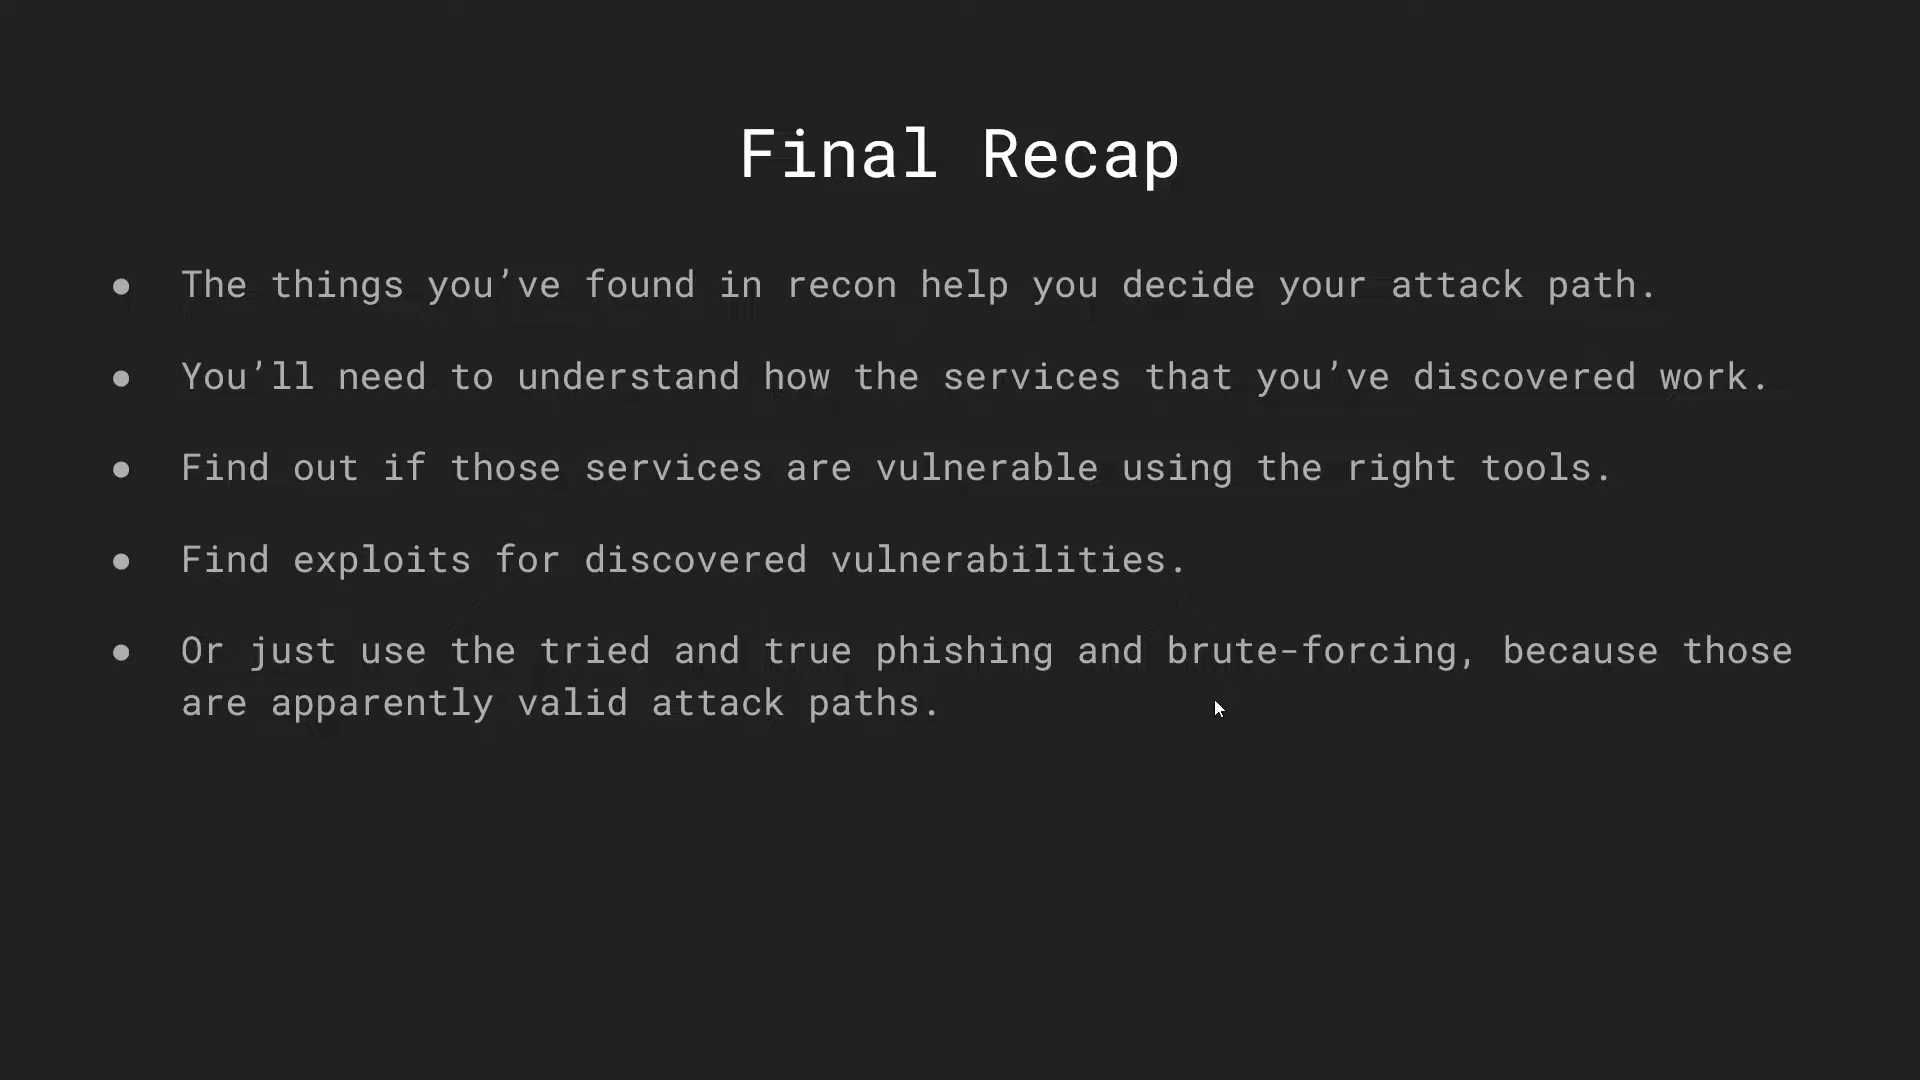 Final Recap
● The things you’ve found in recon help you decide your attack path.
● You’ll need to understand how the services that you’ve discovered work.
● Find out if those services are vulnerable using the right tools.
● Find exploits for discovered vulnerabilities.
● Or just use the tried and true phishing and brute-forcing, because those
are apparently valid attack paths.